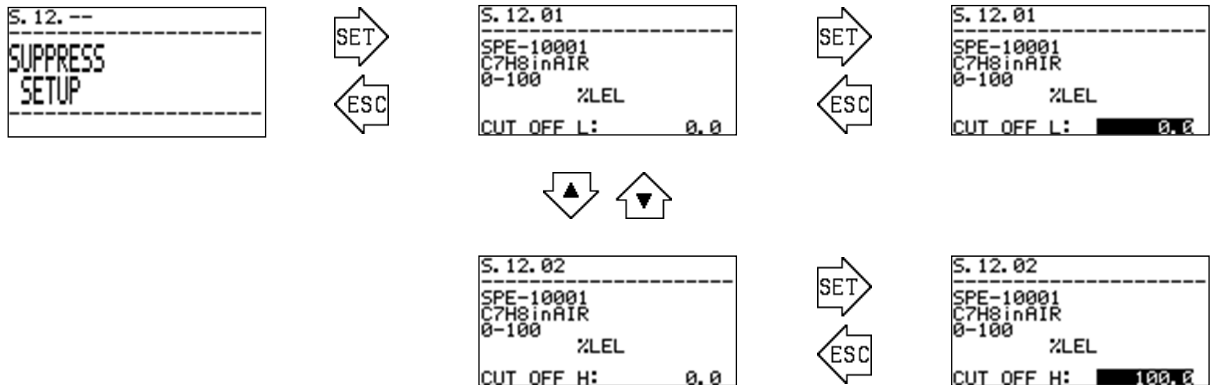 S.12.--
SUPPRESS
SETUP
SET
ESC
S.12.01
SPE-10001
C7H8inAIR
0-100
%LEL
CUT OFF L: 0.0
SET
ESC
S.12.01
SPE-10001
C7H8inAIR
0-100
%LEL
CUT OFF L: 0.0
S.12.02
SPE-10001
C7H8inAIR
0-100
%LEL
CUT OFF H: 0.0
SET
ESC
S.12.02
SPE-10001
C7H8inAIR
0-100
%LEL
CUT OFF H: 100.0